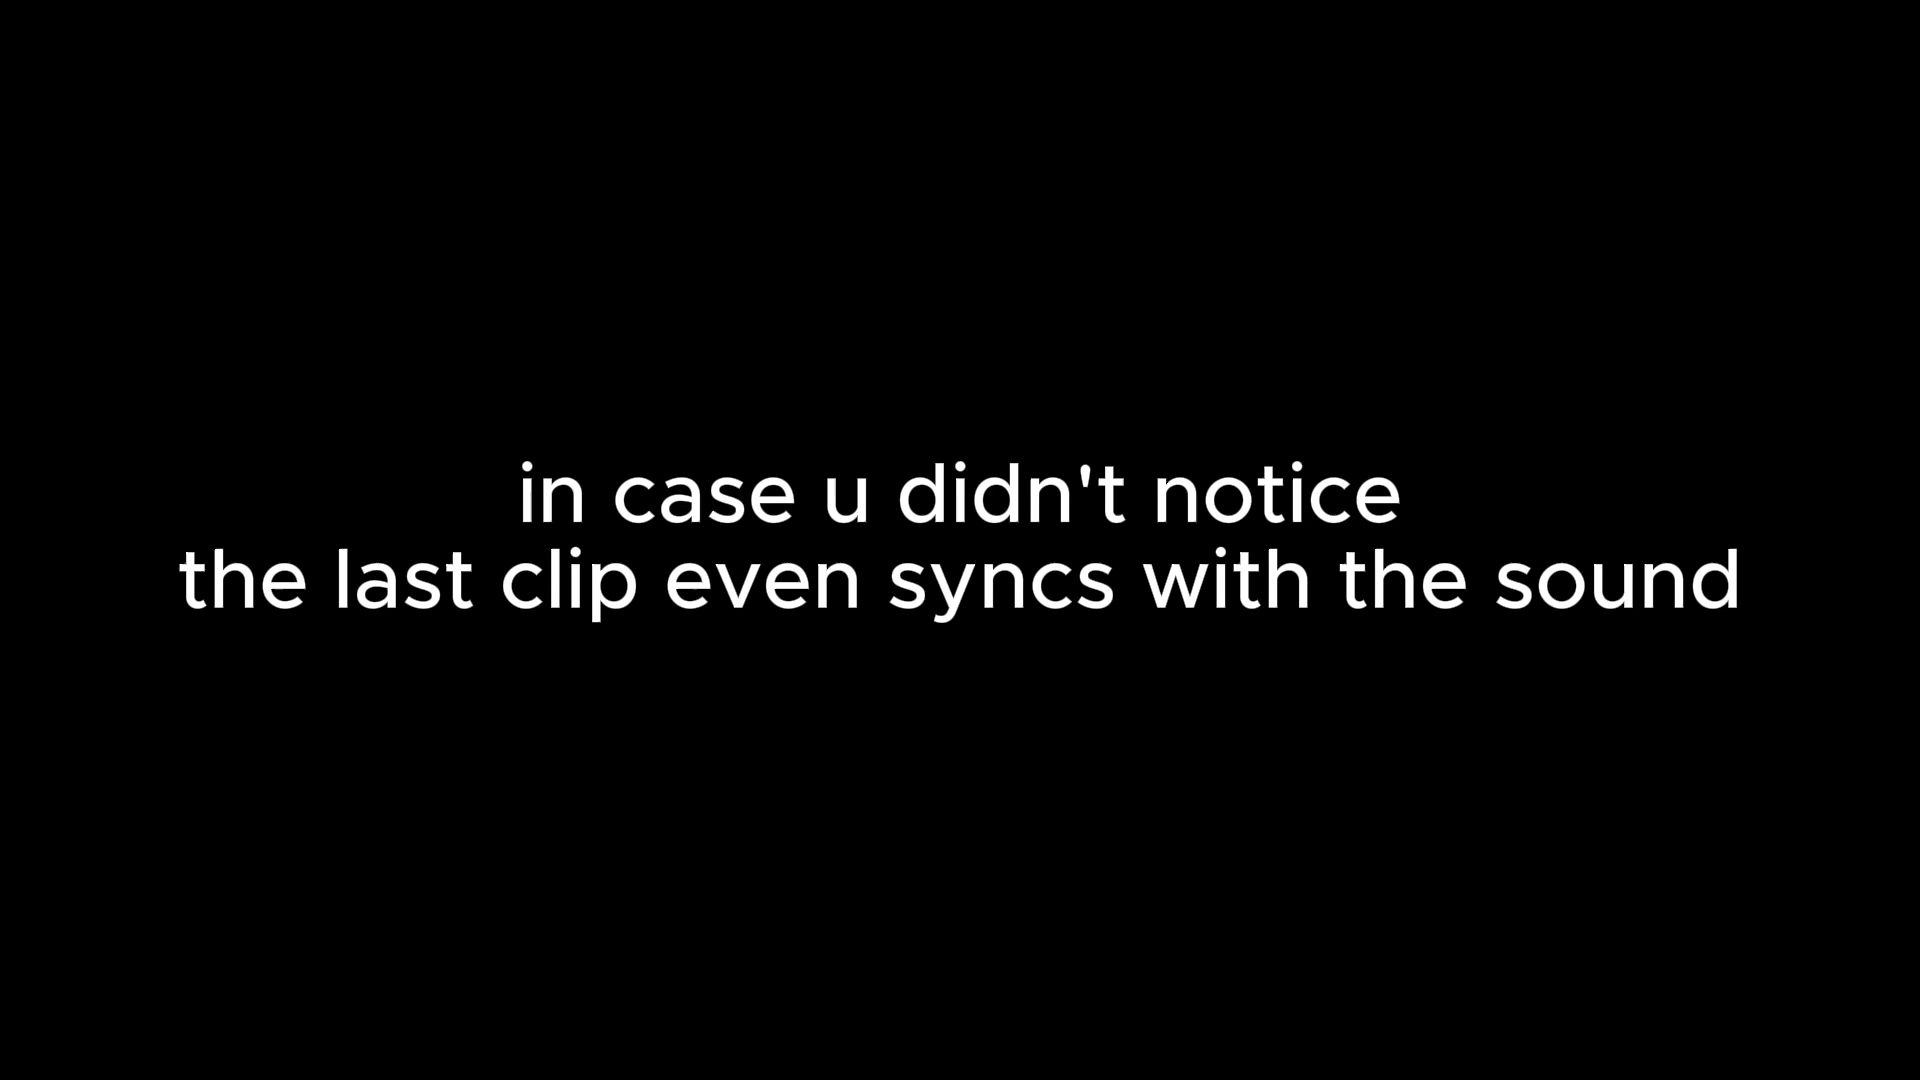 in case u didn't notice
the last clip even syncs with the sound